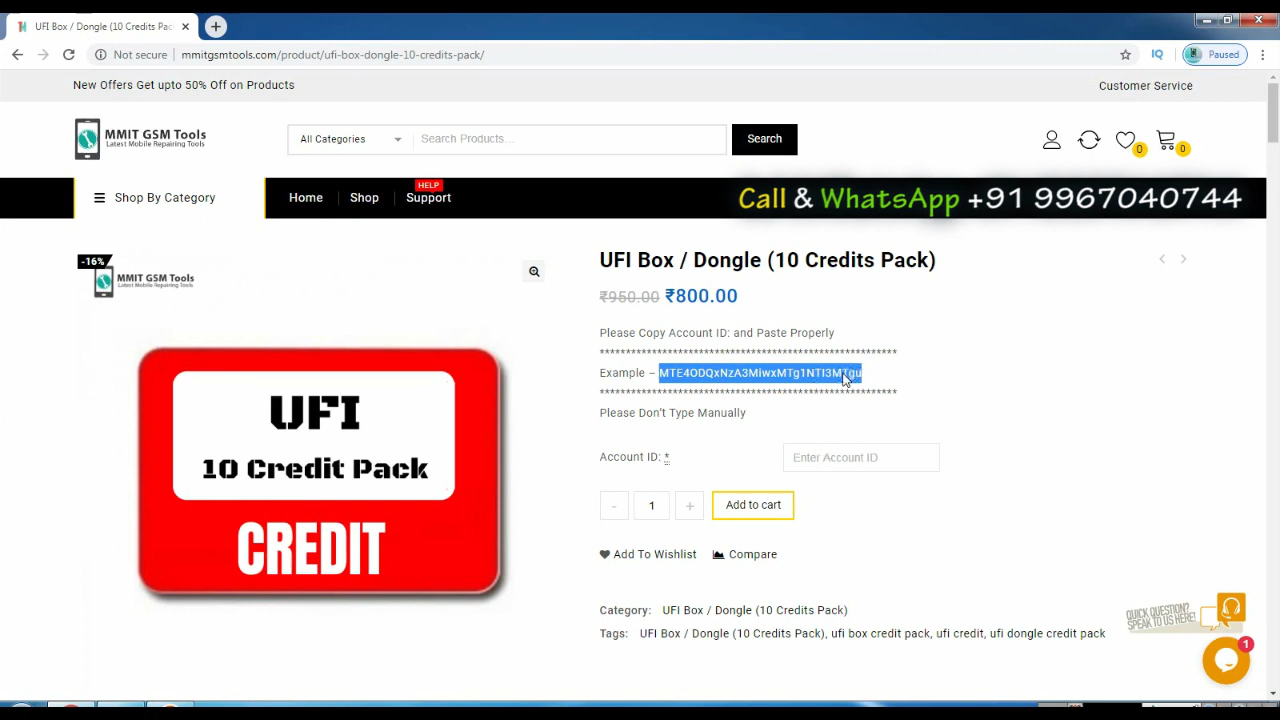 UFI Box / Dongle (10 Credits Pac
Not secure
mmitgsmtools.com/product/ufi-box-dongle-10-credits-pack/
IQ
Paused
New Offers Get upto 50% Off on Products
Customer Service
MMIT GSM Tools
Latest Mobile Repairing Tools
All Categories
Search Products...
Search
0
0
Shop By Category
Home
Shop
HELP
Support
Call & WhatsApp +91 9967040744
-16%
MMIT GSM Tools
UFI Box / Dongle (10 Credits Pack)
₹950.00 ₹800.00
Please Copy Account ID: and Paste Properly
*********************************************************
Example – MTE4ODQxNzA3MiwxMTg1NTI3MTgu
*********************************************************
Please Don't Type Manually
UFI
10 Credit Pack
CREDIT
Account ID: *
Enter Account ID
- 1 +
Add to cart
Add To Wishlist
Compare
Category: UFI Box / Dongle (10 Credits Pack)
Tags: UFI Box / Dongle (10 Credits Pack), ufi box credit pack, ufi credit, ufi dongle credit pack
QUICK QUESTION?
SPEAK TO US HERE!
1